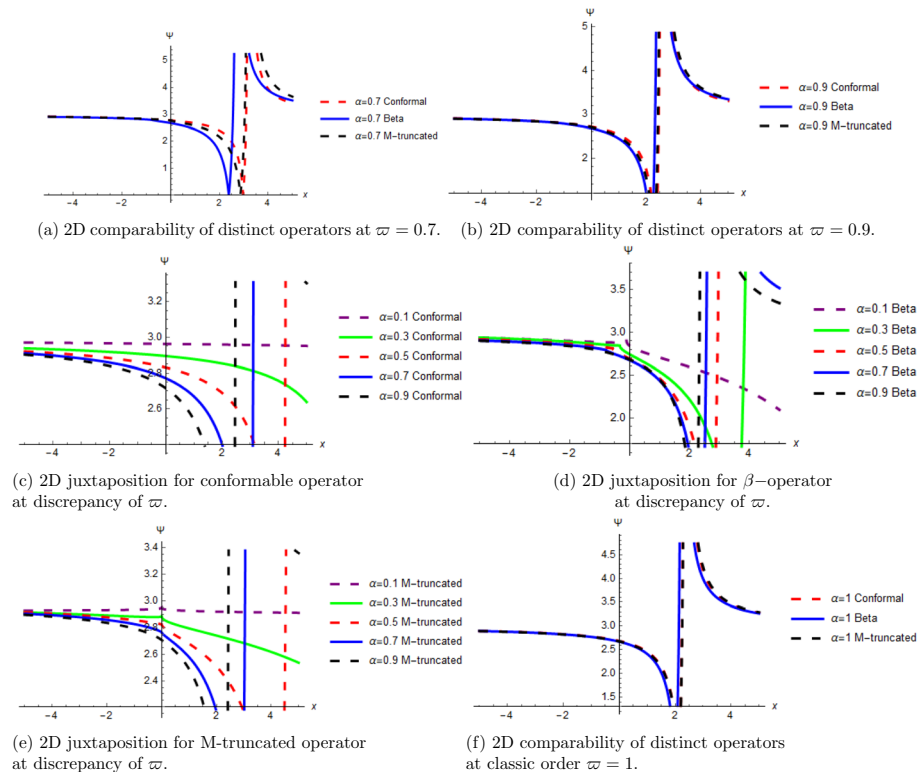 Ψ
5
4
3
2
1
−4 −2 2 4 x
α=0.7 Conformal
α=0.7 Beta
α=0.7 M-truncated
(a) 2D comparability of distinct operators at ϖ = 0.7.
Ψ
5
4
3
2
−4 −2 0 2 4 x
α=0.9 Conformal
α=0.9 Beta
α=0.9 M-truncated
(b) 2D comparability of distinct operators at ϖ = 0.9.
Ψ
3.2
3.0
2.8
2.6
−4 −2 0 2 4 x
α=0.1 Conformal
α=0.3 Conformal
α=0.5 Conformal
α=0.7 Conformal
α=0.9 Conformal
(c) 2D juxtaposition for conformable operator
at discrepancy of ϖ.
Ψ
3.5
3.0
2.5
2.0
−4 −2 0 2 4 x
α=0.1 Beta
α=0.3 Beta
α=0.5 Beta
α=0.7 Beta
α=0.9 Beta
(d) 2D juxtaposition for β−operator
at discrepancy of ϖ.
Ψ
3.4
3.2
3.0
2.8
2.6
2.4
2.2
−4 −2 0 2 4 x
α=0.1 M-truncated
α=0.3 M-truncated
α=0.5 M-truncated
α=0.7 M-truncated
α=0.9 M-truncated
(e) 2D juxtaposition for M-truncated operator
at discrepancy of ϖ.
Ψ
4.5
4.0
3.5
3.0
2.5
2.0
1.5
−4 −2 0 2 4 x
α=1 Conformal
α=1 Beta
α=1 M-truncated
(f) 2D comparability of distinct operators
at classic order ϖ = 1.